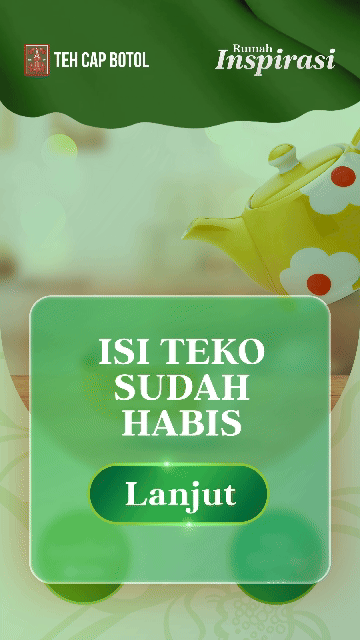 TEH CAP BOTOL
Rumah
Inspirasi
ISI TEKO
SUDAH
HABIS
Lanjut